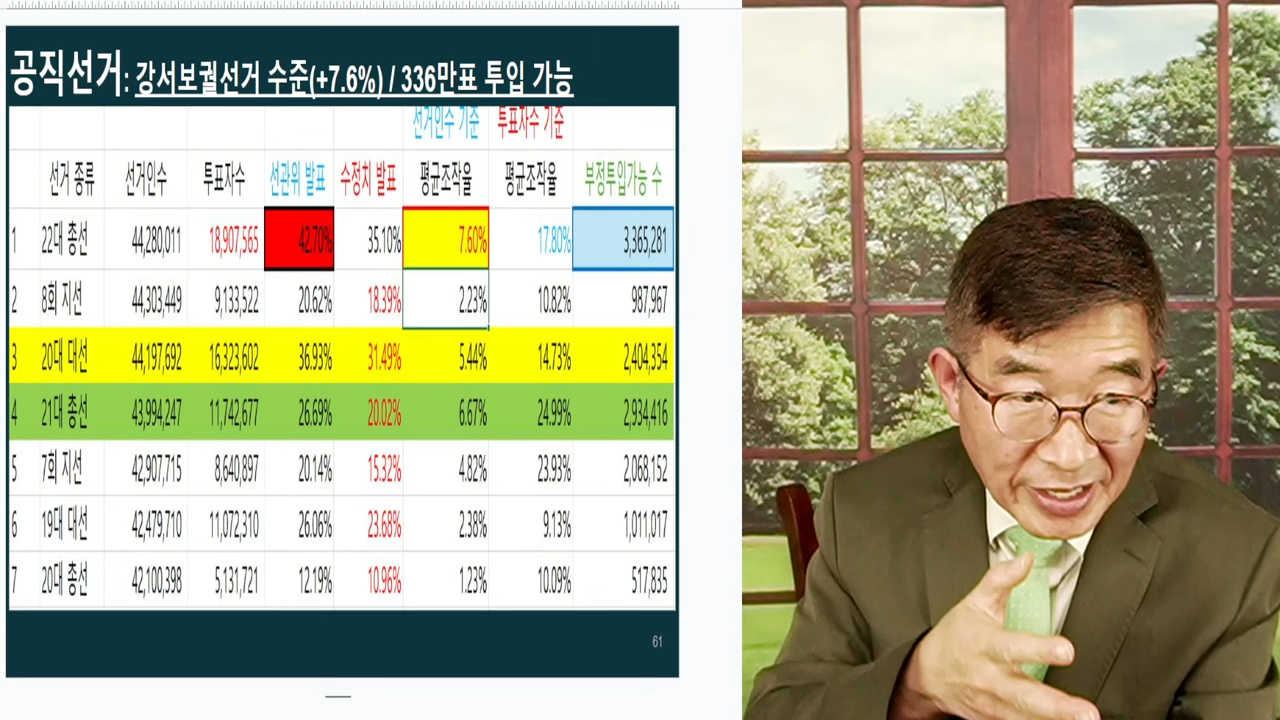 공직선거: 강서보궐선거 수준(+7.6%) / 336만표 투입 가능
선거인수 기준 투표자수 기준
선거 종류 선거인수 투표자수 선관위 발표 수정치 발표 평균조작율 평균조작율 부정투입가능 수
1 22대 총선 44,280,011 18,907,565 42.70% 35.10% 7.60% 17.80% 3,365,281
2 8회 지선 44,303,449 9,133,522 20.62% 18.39% 2.23% 10.82% 987,967
3 20대 대선 44,197,692 16,323,602 36.93% 31.49% 5.44% 14.73% 2,404,354
4 21대 총선 43,994,247 11,742,677 26.69% 20.02% 6.67% 24.99% 2,934,416
5 7회 지선 42,907,715 8,640,897 20.14% 15.32% 4.82% 23.93% 2,068,152
6 19대 대선 42,479,710 11,072,310 26.06% 23.68% 2.38% 9.13% 1,011,017
7 20대 총선 42,100,398 5,131,721 12.19% 10.96% 1.23% 10.09% 517,835
61